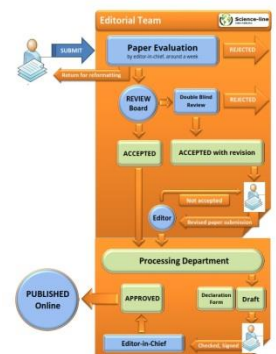 Editorial Team
Science-line
SUBMIT
Paper Evaluation
by editor-in-chief, around a week
REJECTED
Return for reformatting
REVIEW
Board
Double Blind
Review
REJECTED
ACCEPTED
ACCEPTED with revision
Not accepted
Editor
Revised paper submission
Processing Department
PUBLISHED
Online
APPROVED
Declaration
Form
Draft
Editor-in-Chief
Checked, Signed